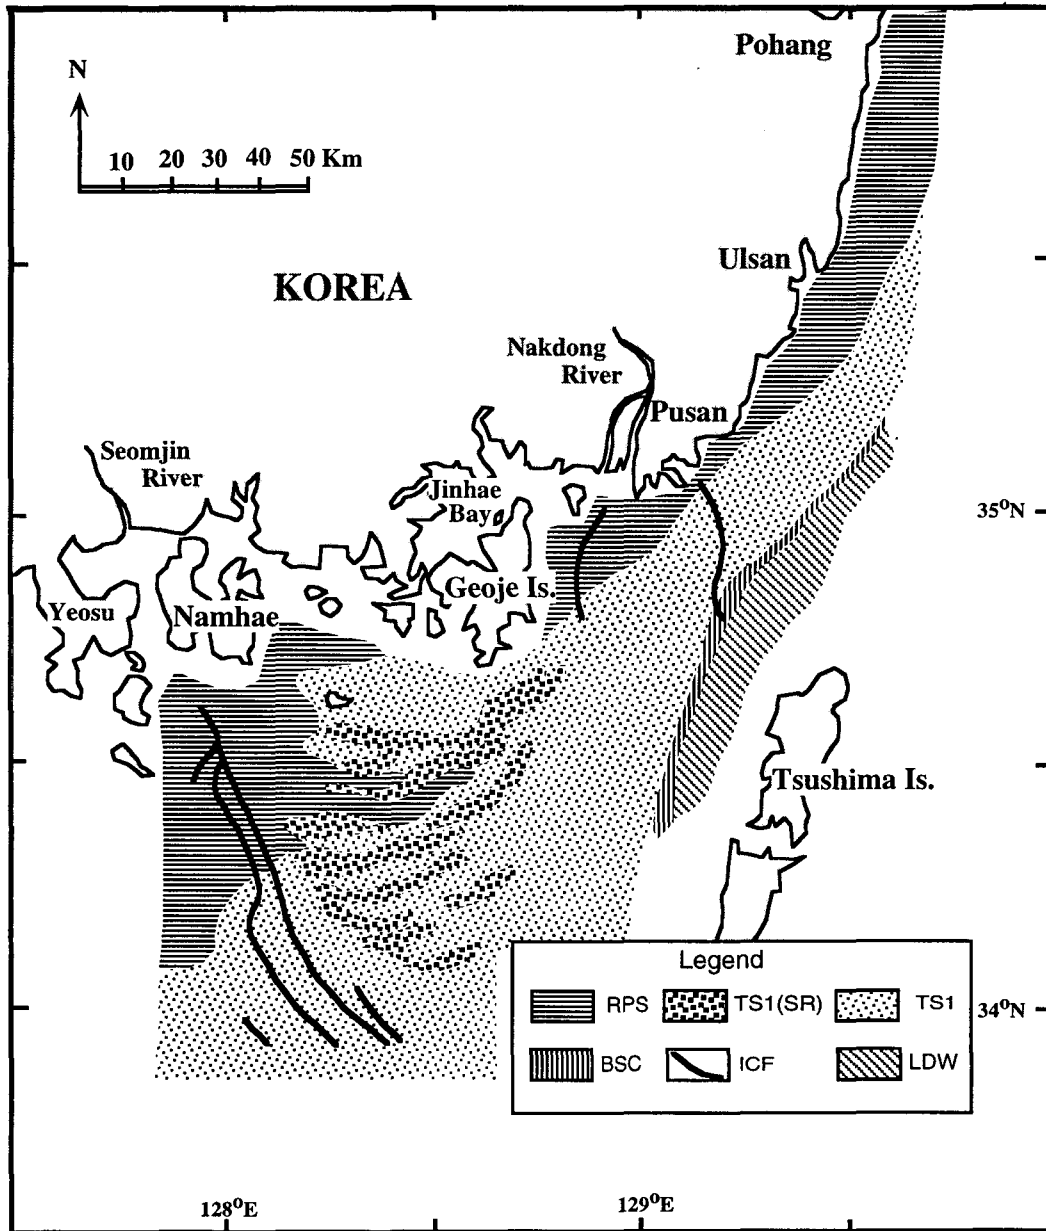 Pohang
N
10 20 30 40 50 Km
Ulsan
KOREA
Nakdong
River
Pusan
Seomjin
River
Jinhae
Bay
35°N
Geoje Is.
Yeosu
Namhae
Tsushima Is.
Legend
RPS
TS1(SR)
TS1
34°N
BSC
ICF
LDW
128°E
129°E